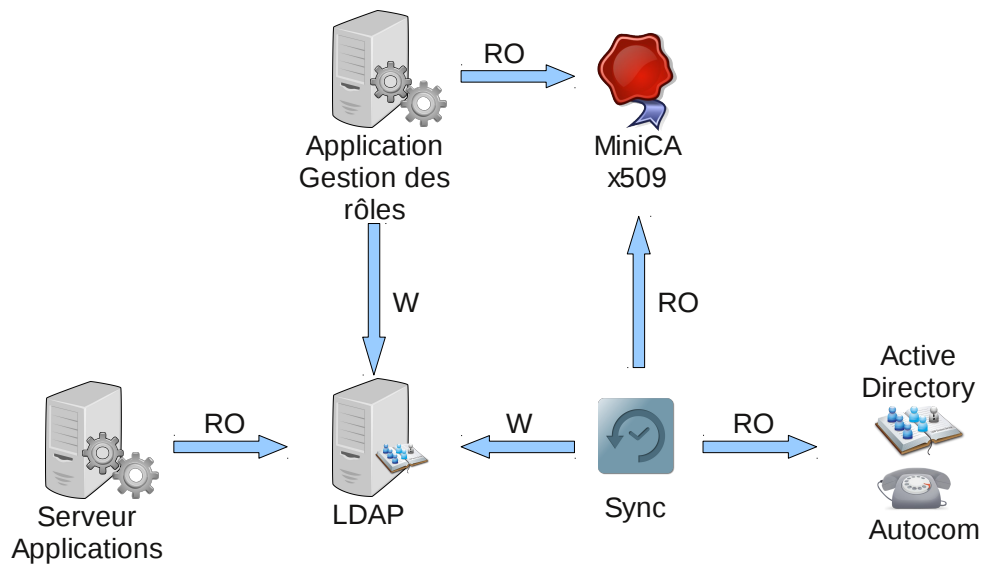 RO
Application
Gestion des
rôles
MiniCA
x509
W
RO
Active
Directory
RO
W
RO
Serveur
Applications
LDAP
Sync
Autocom